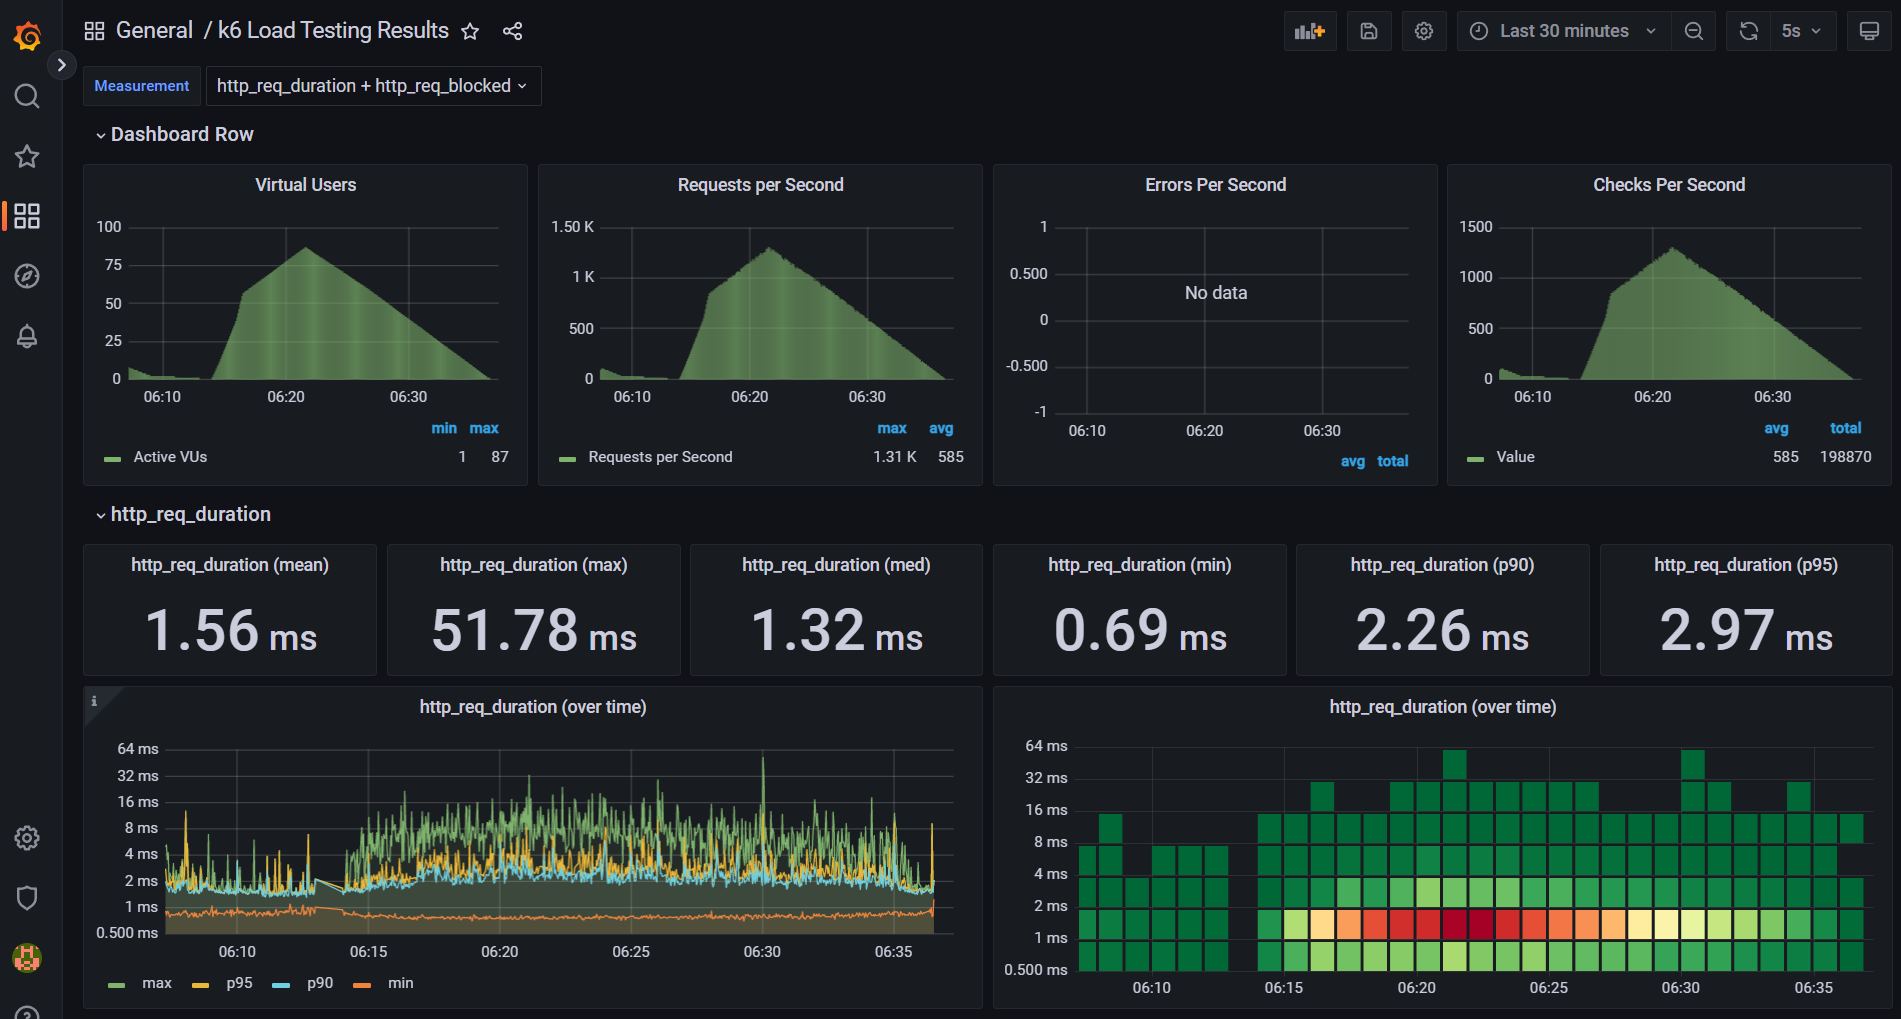 General / k6 Load Testing Results
Last 30 minutes
5s
Measurement
http_req_duration + http_req_blocked
Dashboard Row
Virtual Users
100
75
50
25
0
06:10 06:20 06:30
min max
Active VUs 1 87
Requests per Second
1.50 K
1 K
500
0
06:10 06:20 06:30
max avg
Requests per Second 1.31 K 585
Errors Per Second
1
0.500
No data
0
-0.500
-1
06:10 06:20 06:30
avg total
Checks Per Second
1500
1000
500
0
06:10 06:20 06:30
avg total
Value 585 198870
http_req_duration
http_req_duration (mean)
1.56 ms
http_req_duration (max)
51.78 ms
http_req_duration (med)
1.32 ms
http_req_duration (min)
0.69 ms
http_req_duration (p90)
2.26 ms
http_req_duration (p95)
2.97 ms
i
http_req_duration (over time)
64 ms
32 ms
16 ms
8 ms
4 ms
2 ms
1 ms
0.500 ms
06:10 06:15 06:20 06:25 06:30 06:35
max p95 p90 min
http_req_duration (over time)
64 ms
32 ms
16 ms
8 ms
4 ms
2 ms
1 ms
0.500 ms
06:10 06:15 06:20 06:25 06:30 06:35